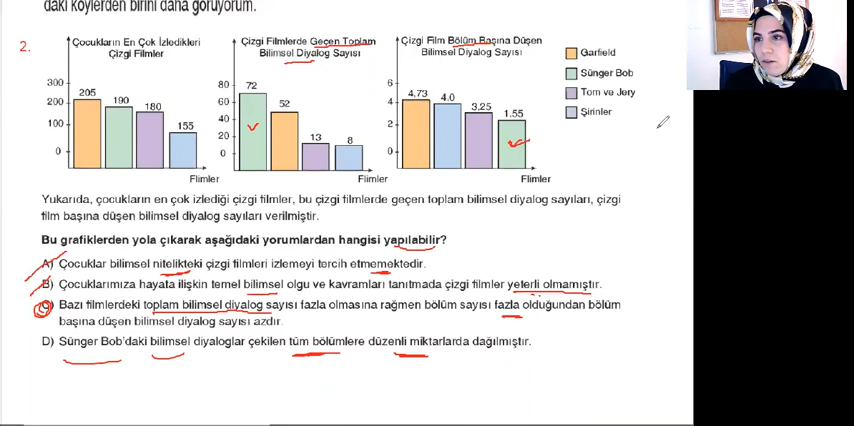 daki köylerden birini daha görüyorum.
2.
Çocukların En Çok İzledikleri
Çizgi Filmler
300
200
100
0
205
190
180
155
Flimler
Çizgi Filmlerde Geçen Toplam
Bilimsel Diyalog Sayısı
80
60
40
20
0
72
52
13
8
Flimler
Çizgi Film Bölüm Başına Düşen
Bilimsel Diyalog Sayısı
6
4
2
0
4,73
4.0
3,25
1.55
Flimler
Garfield
Sünger Bob
Tom ve Jery
Şirinler
Yukarıda, çocukların en çok izlediği çizgi filmler, bu çizgi filmlerde geçen toplam bilimsel diyalog sayıları, çizgi
film başına düşen bilimsel diyalog sayıları verilmiştir.
Bu grafiklerden yola çıkarak aşağıdaki yorumlardan hangisi yapılabilir?
A) Çocuklar bilimsel nitelikteki çizgi filmleri izlemeyi tercih etmemektedir.
B) Çocuklarımıza hayata ilişkin temel bilimsel olgu ve kavramları tanıtmada çizgi filmler yeterli olmamıştır.
C) Bazı filmlerdeki toplam bilimsel diyalog sayısı fazla olmasına rağmen bölüm sayısı fazla olduğundan bölüm
başına düşen bilimsel diyalog sayısı azdır.
D) Sünger Bob'daki bilimsel diyaloglar çekilen tüm bölümlere düzenli miktarlarda dağılmıştır.